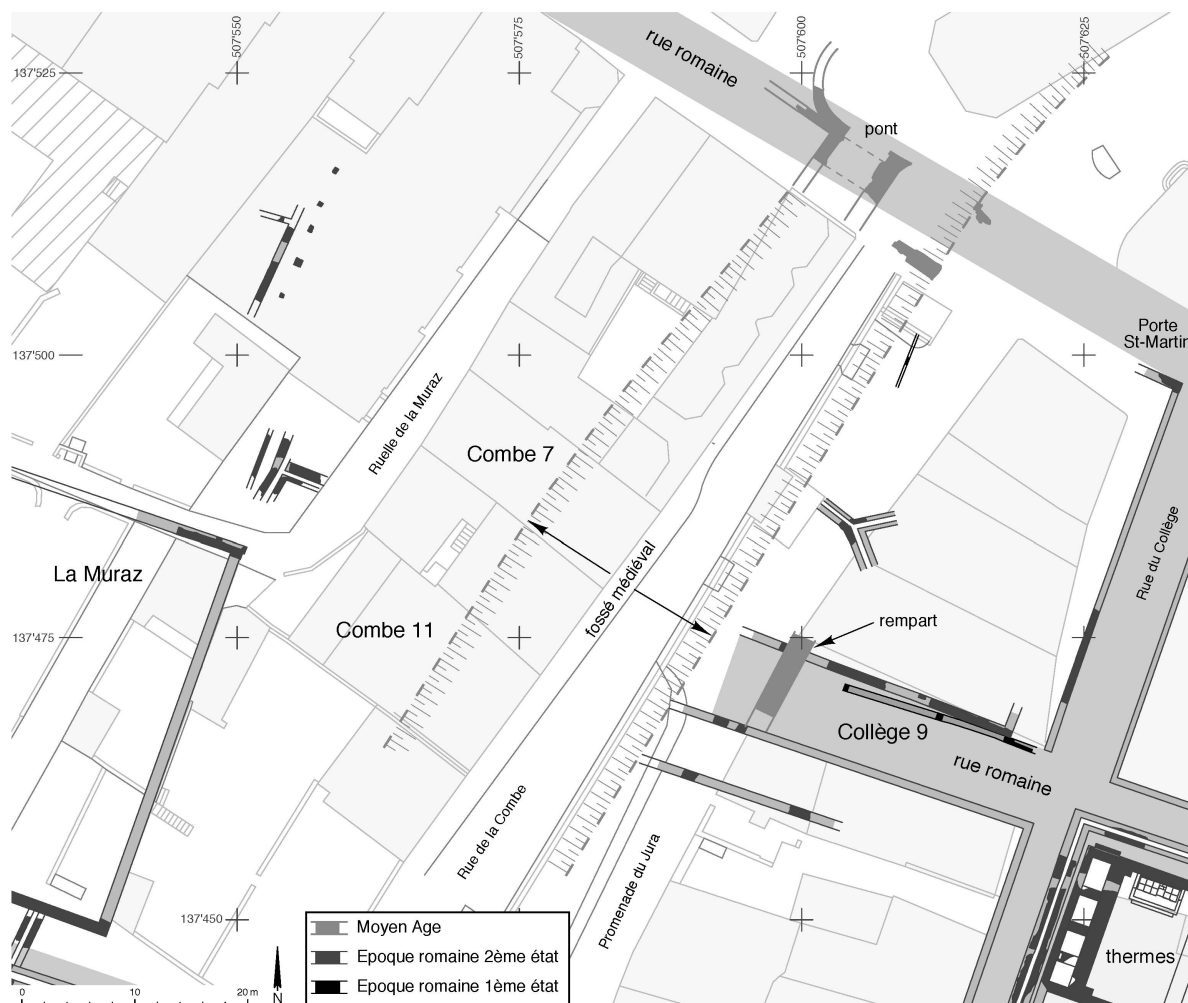 507'550
507'575
507'600
507'625
137'525
rue romaine
pont
137'500
Porte
St-Martin
Ruelle de la Muraz
Combe 7
Rue du Collège
La Muraz
fossé médiéval
Combe 11
137'475
rempart
Collège 9
rue romaine
Rue de la Combe
Promenade du Jura
137'450
Moyen Age
Epoque romaine 2ème état
Epoque romaine 1ème état
thermes
0 10 20 m
N